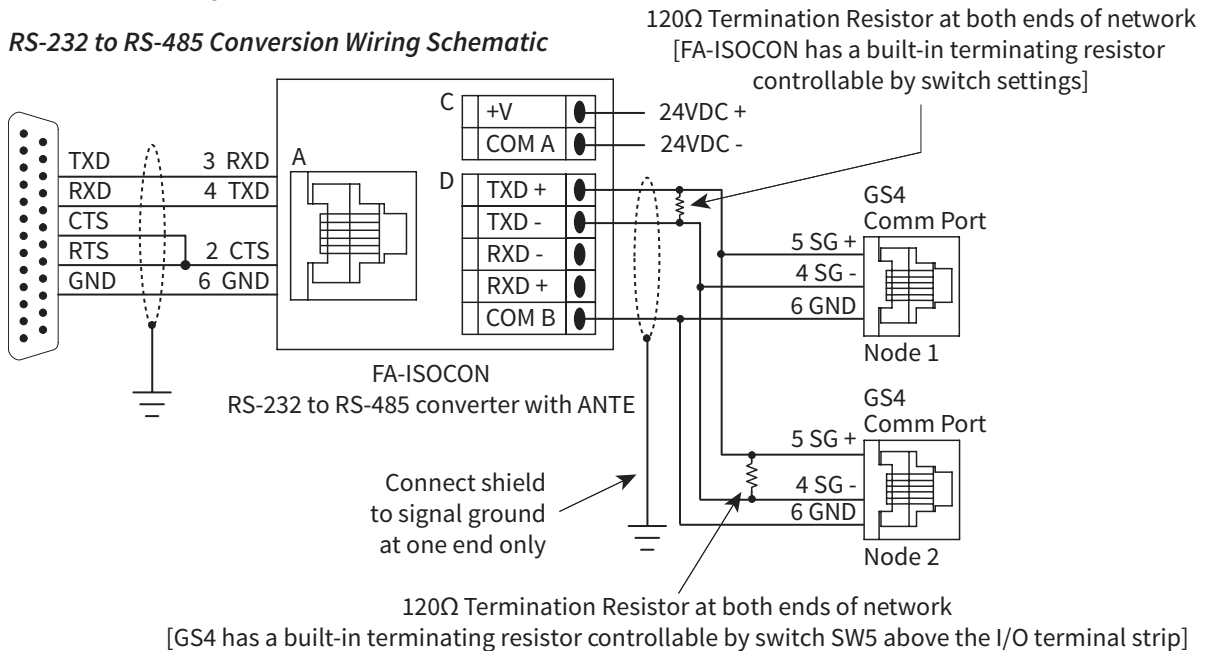 120Ω Termination Resistor at both ends of network
[FA-ISOCON has a built-in terminating resistor
controllable by switch settings]
RS-232 to RS-485 Conversion Wiring Schematic
C
+V
24VDC +
COM A
24VDC -
TXD
3 RXD
A
RXD
4 TXD
CTS
RTS
2 CTS
GND
6 GND
D
TXD +
TXD -
RXD -
RXD +
COM B
GS4
Comm Port
5 SG +
4 SG -
6 GND
Node 1
FA-ISOCON
RS-232 to RS-485 converter with ANTE
GS4
Comm Port
5 SG +
4 SG -
6 GND
Node 2
Connect shield
to signal ground
at one end only
120Ω Termination Resistor at both ends of network
[GS4 has a built-in terminating resistor controllable by switch SW5 above the I/O terminal strip]